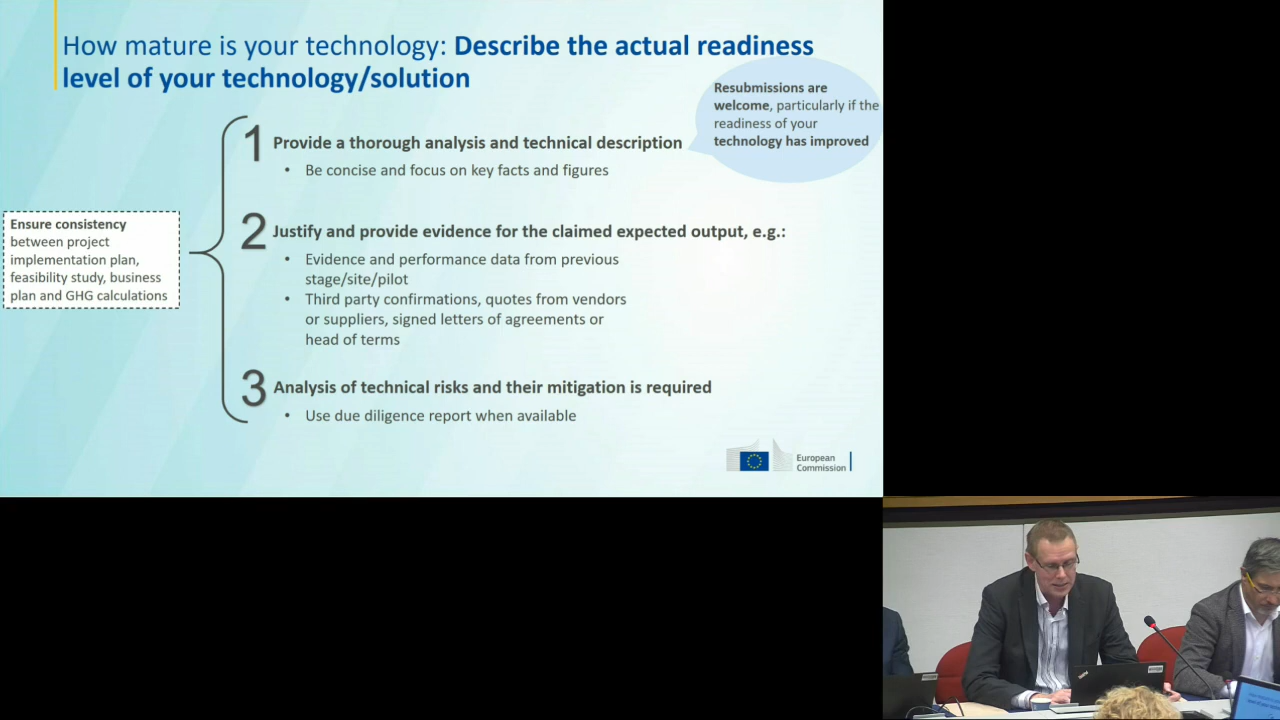 How mature is your technology: Describe the actual readiness
level of your technology/solution
Resubmissions are
welcome, particularly if the
readiness of your
technology has improved
1 Provide a thorough analysis and technical description
• Be concise and focus on key facts and figures
Ensure consistency
between project
implementation plan,
feasibility study, business
plan and GHG calculations
2 Justify and provide evidence for the claimed expected output, e.g.:
• Evidence and performance data from previous
stage/site/pilot
• Third party confirmations, quotes from vendors
or suppliers, signed letters of agreements or
head of terms
3 Analysis of technical risks and their mitigation is required
• Use due diligence report when available
European
Commission